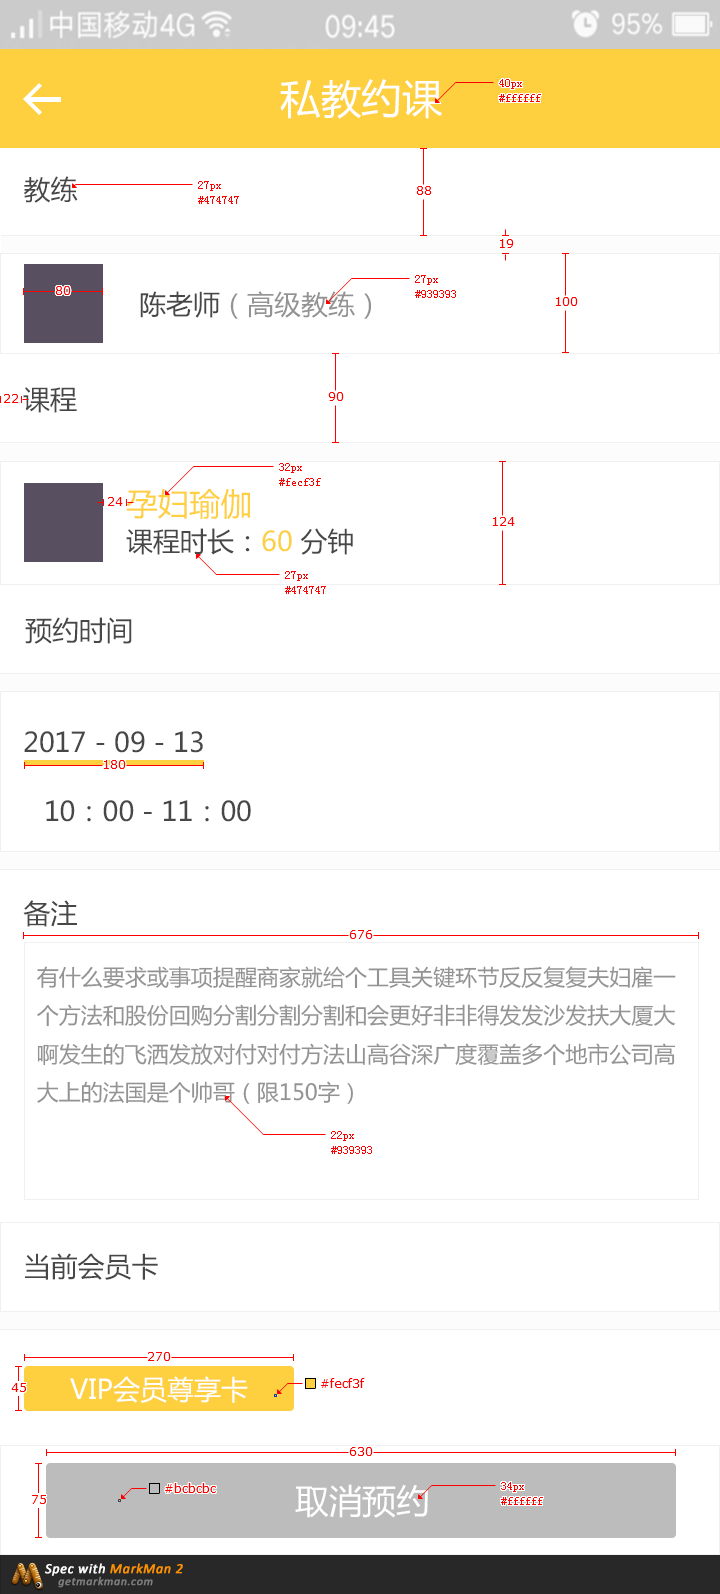 中国移动4G 09:45 95%
私教约课
40px
#ffffff
教练
27px
#474747
88
19
80
陈老师（高级教练）
27px
#939393
100
22
课程
90
24
孕妇瑜伽
32px
#fecf3f
课程时长：60 分钟
27px
#474747
124
预约时间
2017 - 09 - 13
180
10：00 - 11：00
备注
676
有什么要求或事项提醒商家就给个工具关键环节反反复复夫妇雇一
个方法和股份回购分割分割分割和会更好非非得发发沙发扶大厦大
啊发生的飞洒发放对付对付方法山高谷深广度覆盖多个地市公司高
大上的法国是个帅哥（限150字）
22px
#939393
当前会员卡
270
45
VIP会员尊享卡
#fecf3f
630
75
#bcbcbc
取消预约
34px
#ffffff
Spec with MarkMan 2
getmarkman.com